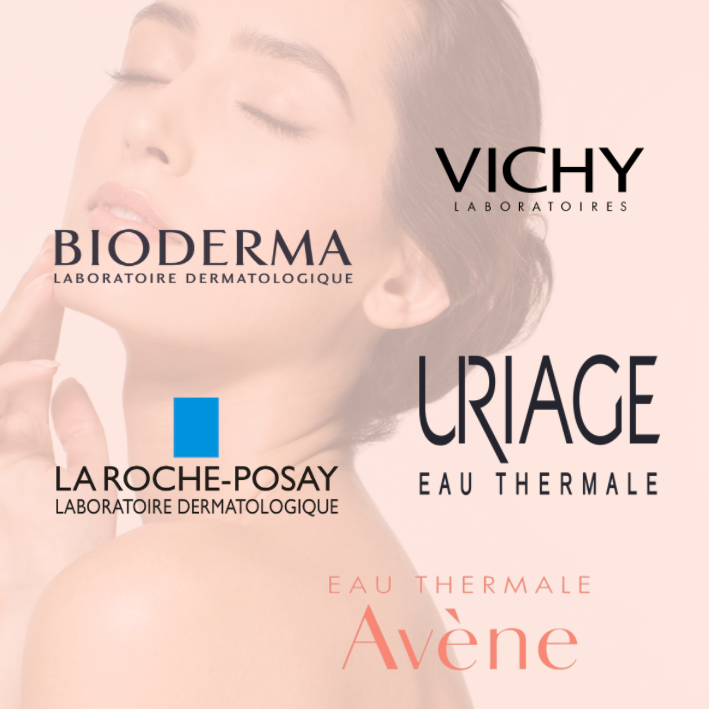 VICHY
LABORATOIRES
BIODERMA
LABORATOIRE DERMATOLOGIQUE
URIAGE
EAU THERMALE
LA ROCHE-POSAY
LABORATOIRE DERMATOLOGIQUE
EAU THERMALE
Avène